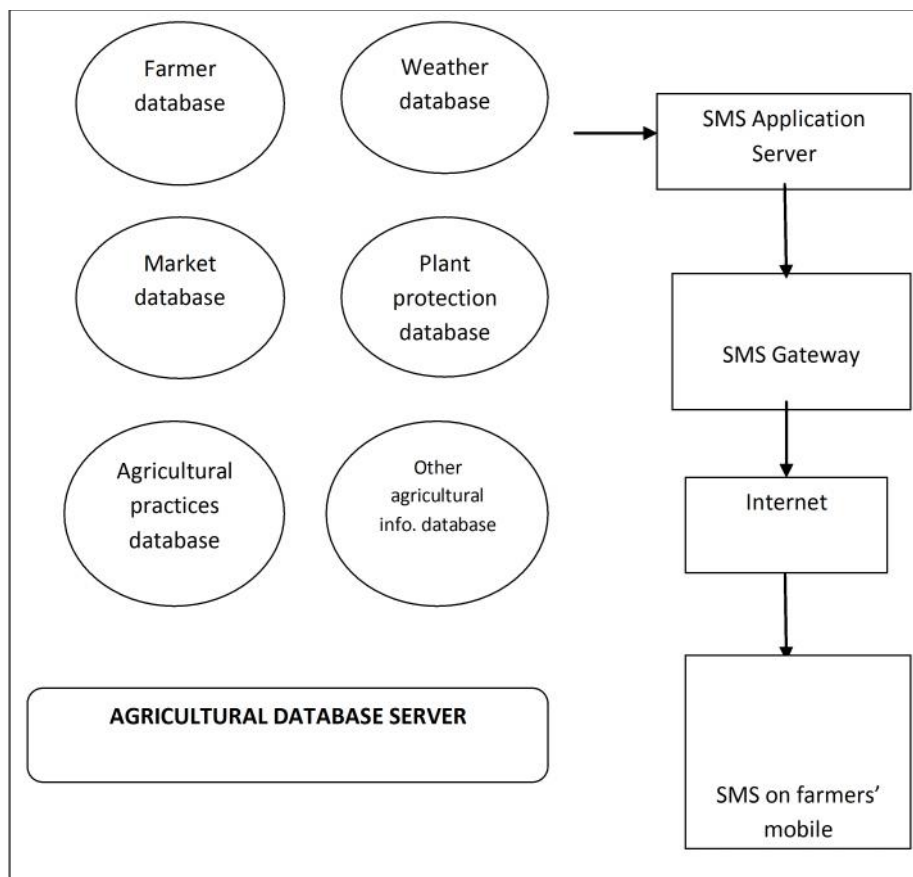 Farmer
database
Weather
database
SMS Application
Server
Market
database
Plant
protection
database
SMS Gateway
Agricultural
practices
database
Other
agricultural
info. database
Internet
AGRICULTURAL DATABASE SERVER
SMS on farmers’
mobile